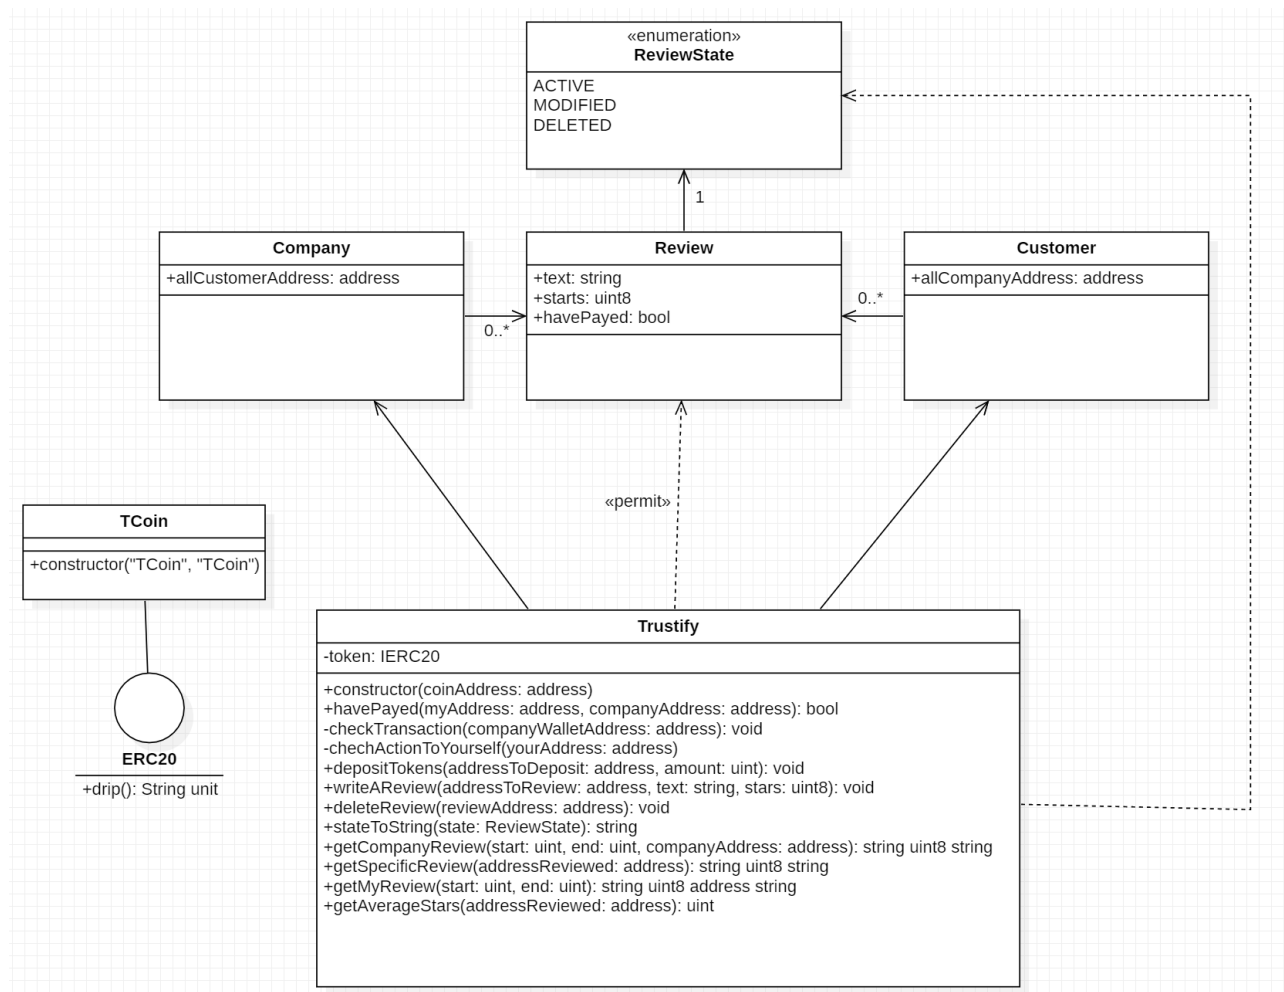 «enumeration»
ReviewState
ACTIVE
MODIFIED
DELETED
1
Company
+allCustomerAddress: address
0..*
Review
+text: string
+starts: uint8
+havePayed: bool
Customer
+allCompanyAddress: address
0..*
«permit»
TCoin
+constructor("TCoin", "TCoin")
ERC20
+drip(): String unit
Trustify
-token: IERC20
+constructor(coinAddress: address)
+havePayed(myAddress: address, companyAddress: address): bool
-checkTransaction(companyWalletAddress: address): void
-chechActionToYourself(yourAddress: address)
+depositTokens(addressToDeposit: address, amount: uint): void
+writeAReview(addressToReview: address, text: string, stars: uint8): void
+deleteReview(reviewAddress: address): void
+stateToString(state: ReviewState): string
+getCompanyReview(start: uint, end: uint, companyAddress: address): string uint8 string
+getSpecificReview(addressReviewed: address): string uint8 string
+getMyReview(start: uint, end: uint): string uint8 address string
+getAverageStars(addressReviewed: address): uint